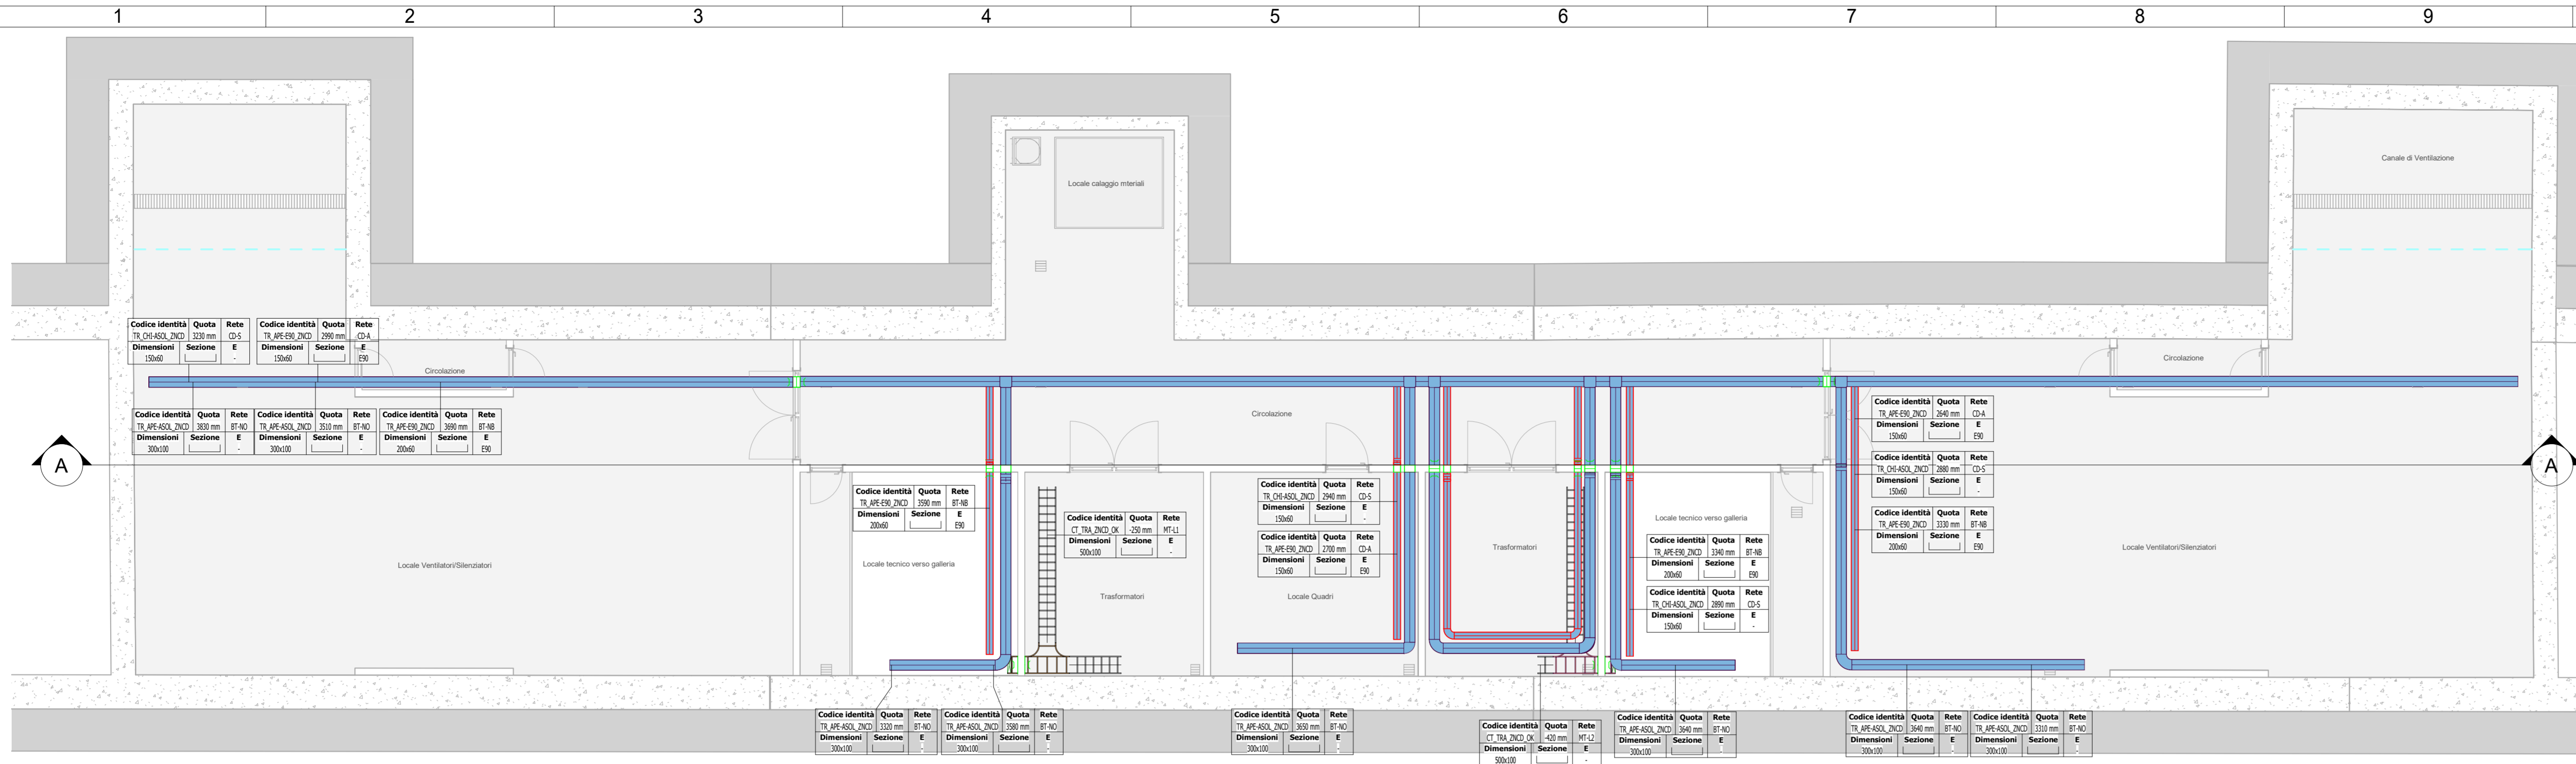 1 2 3 4 5 6 7 8 9
Locale calaggio mteriali
Canale di Ventilazione
Codice identità Quota Rete
TR_CHI-ASOL_ZNCD 3230 mm CD-S
Dimensioni Sezione E
150x60 -
Codice identità Quota Rete
TR_APE-E90_ZNCD 2990 mm CD-A
Dimensioni Sezione E
150x60 E90
Circolazione
Circolazione
Codice identità Quota Rete
TR_APE-ASOL_ZNCD 3830 mm BT-NO
Dimensioni Sezione E
300x100 -
Codice identità Quota Rete
TR_APE-ASOL_ZNCD 3510 mm BT-NO
Dimensioni Sezione E
300x100 -
Codice identità Quota Rete
TR_APE-E90_ZNCD 3690 mm BT-NB
Dimensioni Sezione E
200x60 E90
Circolazione
Codice identità Quota Rete
TR_APE-E90_ZNCD 2640 mm CD-A
Dimensioni Sezione E
150x60 E90
A
A
Codice identità Quota Rete
TR_CHI-ASOL_ZNCD 2880 mm CD-S
Dimensioni Sezione E
150x60 -
Codice identità Quota Rete
TR_APE-E90_ZNCD 3330 mm BT-NB
Dimensioni Sezione E
200x60 E90
Codice identità Quota Rete
TR_APE-E90_ZNCD 3590 mm BT-NB
Dimensioni Sezione E
200x60 E90
Codice identità Quota Rete
CT_TRA_ZNCD_OK -250 mm MT-L1
Dimensioni Sezione E
500x100 -
Codice identità Quota Rete
TR_CHI-ASOL_ZNCD 2940 mm CD-S
Dimensioni Sezione E
150x60 -
Codice identità Quota Rete
TR_APE-E90_ZNCD 2700 mm CD-A
Dimensioni Sezione E
150x60 E90
Locale tecnico verso galleria
Codice identità Quota Rete
TR_APE-E90_ZNCD 3340 mm BT-NB
Dimensioni Sezione E
200x60 E90
Codice identità Quota Rete
TR_CHI-ASOL_ZNCD 2890 mm CD-S
Dimensioni Sezione E
150x60 -
Locale Ventilatori/Silenziatori
Locale tecnico verso galleria
Trasformatori
Locale Quadri
Trasformatori
Locale Ventilatori/Silenziatori
Codice identità Quota Rete
TR_APE-ASOL_ZNCD 3320 mm BT-NO
Dimensioni Sezione E
300x100 -
Codice identità Quota Rete
TR_APE-ASOL_ZNCD 3580 mm BT-NO
Dimensioni Sezione E
300x100 -
Codice identità Quota Rete
TR_APE-ASOL_ZNCD 3650 mm BT-NO
Dimensioni Sezione E
300x100 -
Codice identità Quota Rete
CT_TRA_ZNCD_OK -420 mm MT-L2
Dimensioni Sezione E
500x100 -
Codice identità Quota Rete
TR_APE-ASOL_ZNCD 3640 mm BT-NO
Dimensioni Sezione E
300x100 -
Codice identità Quota Rete
TR_APE-ASOL_ZNCD 3640 mm BT-NO
Dimensioni Sezione E
300x100 -
Codice identità Quota Rete
TR_APE-ASOL_ZNCD 3310 mm BT-NO
Dimensioni Sezione E
300x100 -